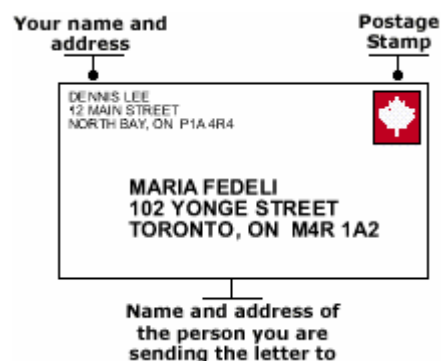 Your name and
address
Postage
Stamp
DENNIS LEE
12 MAIN STREET
NORTH BAY, ON P1A 4R4
MARIA FEDELI
102 YONGE STREET
TORONTO, ON M4R 1A2
Name and address of
the person you are
sending the letter to